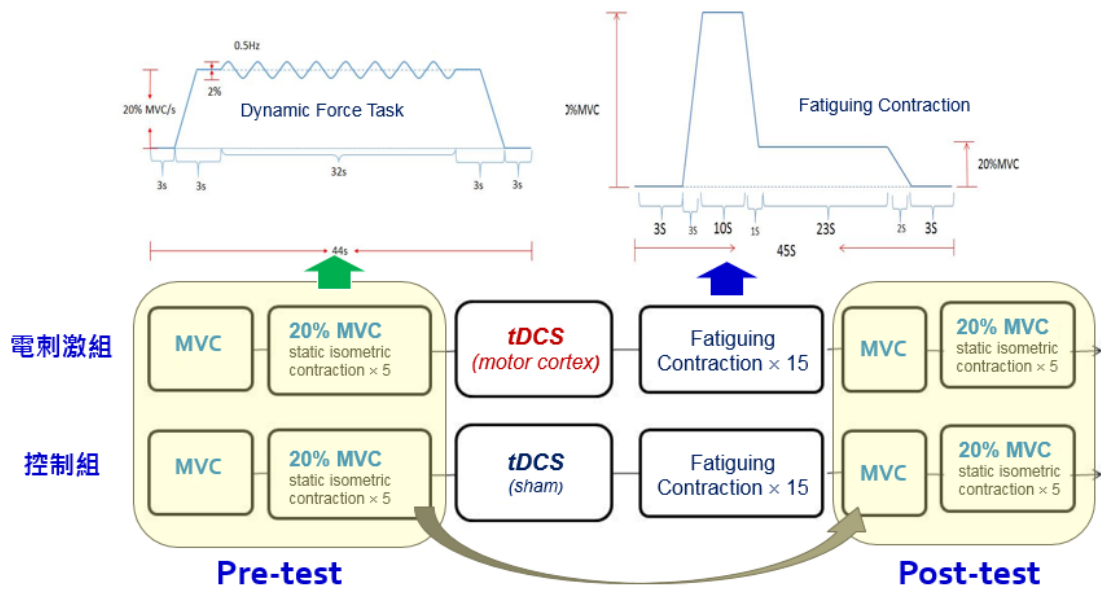 0.5Hz
2%
20% MVC/s
Dynamic Force Task
3s
3s
32s
3s
3s
44s
0%MVC
Fatiguing Contraction
20%MVC
3S
3s
10S
1S
23S
2s
3S
45S
電刺激組
MVC
20% MVC
static isometric
contraction × 5
tDCS
(motor cortex)
Fatiguing
Contraction × 15
MVC
20% MVC
static isometric
contraction × 5
控制組
MVC
20% MVC
static isometric
contraction × 5
tDCS
(sham)
Fatiguing
Contraction × 15
MVC
20% MVC
static isometric
contraction × 5
Pre-test
Post-test